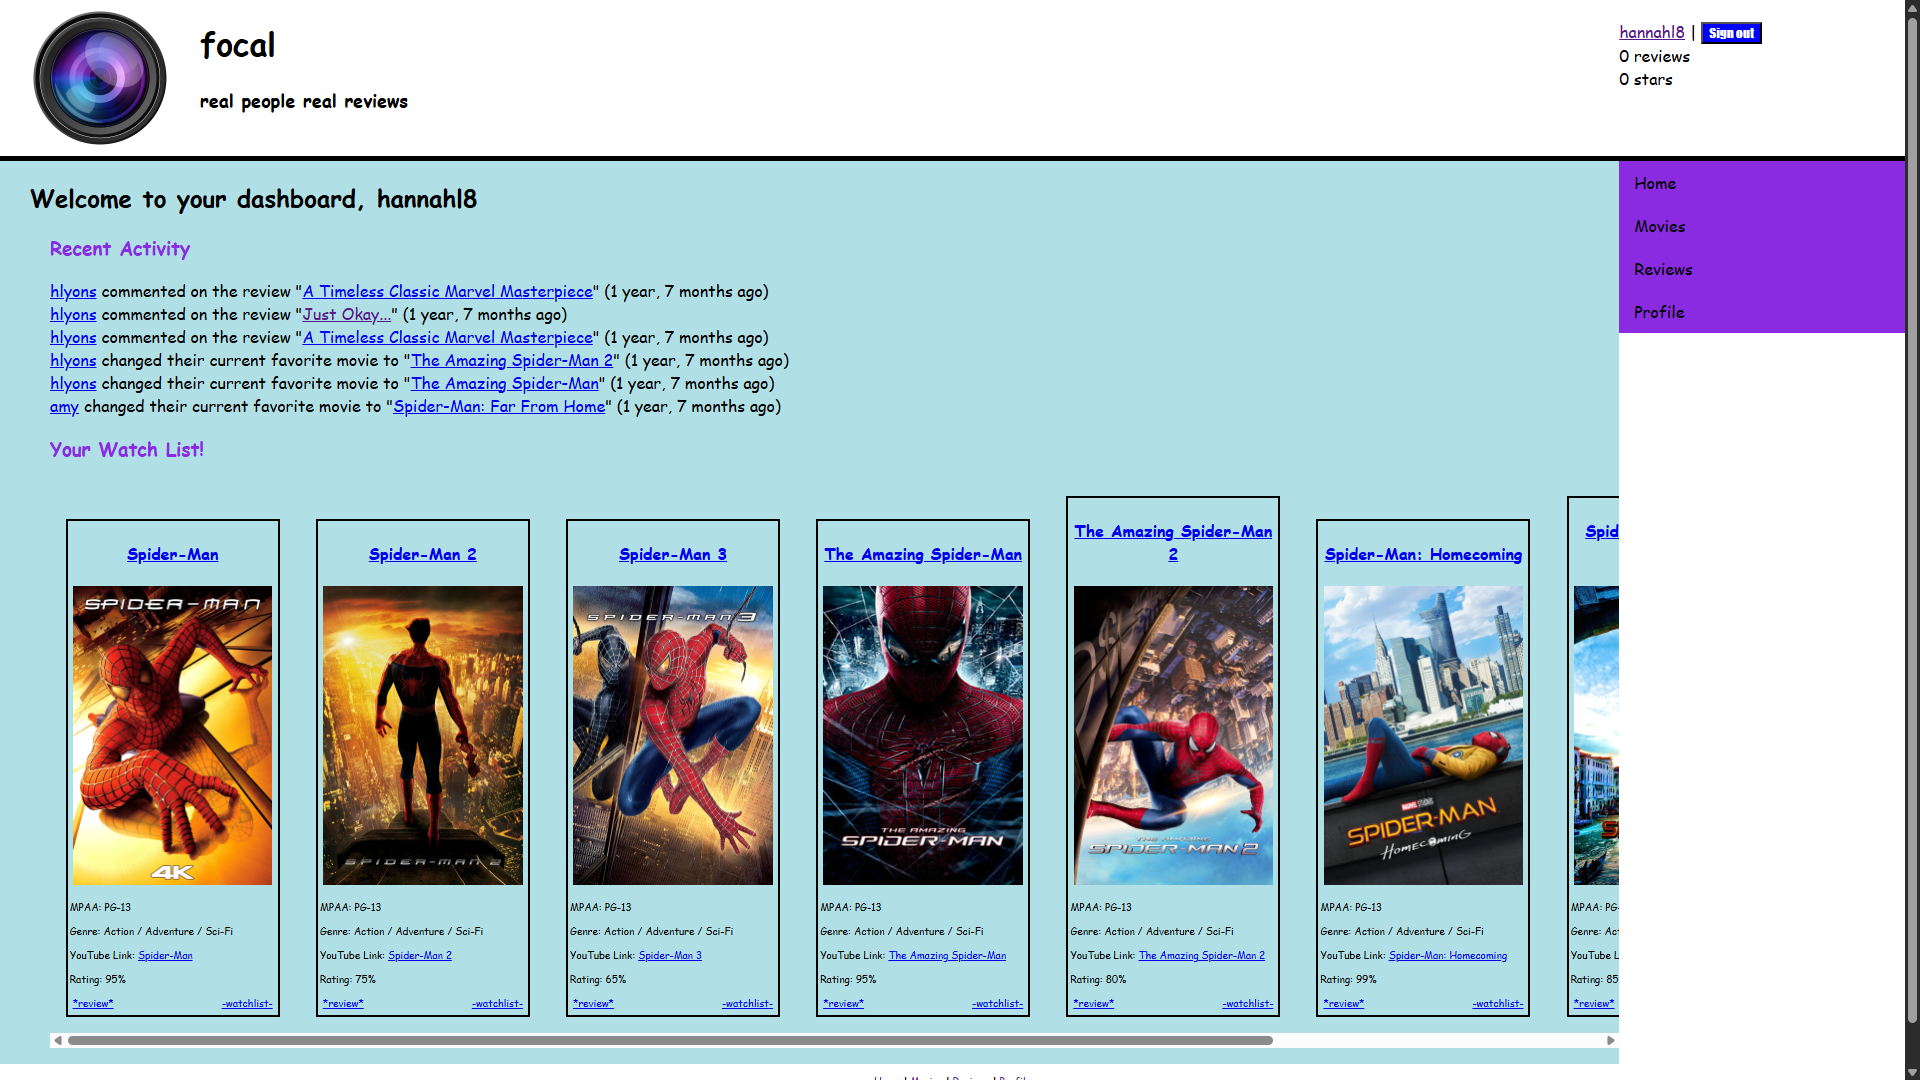 focal
real people real reviews
hannahl8 | Sign out
0 reviews
0 stars
Home
Movies
Reviews
Profile
Welcome to your dashboard, hannahl8
Recent Activity
hlyons commented on the review "A Timeless Classic Marvel Masterpiece" (1 year, 7 months ago)
hlyons commented on the review "Just Okay..." (1 year, 7 months ago)
hlyons commented on the review "A Timeless Classic Marvel Masterpiece" (1 year, 7 months ago)
hlyons changed their current favorite movie to "The Amazing Spider-Man 2" (1 year, 7 months ago)
hlyons changed their current favorite movie to "The Amazing Spider-Man" (1 year, 7 months ago)
amy changed their current favorite movie to "Spider-Man: Far From Home" (1 year, 7 months ago)
Your Watch List!
Spider-Man
SPIDER-MAN
4K
MPAA: PG-13
Genre: Action / Adventure / Sci-Fi
YouTube Link: Spider-Man
Rating: 95%
*review* -watchlist-
Spider-Man 2
SPIDER-MAN 2
MPAA: PG-13
Genre: Action / Adventure / Sci-Fi
YouTube Link: Spider-Man 2
Rating: 75%
*review* -watchlist-
Spider-Man 3
SPIDER-MAN 3
MPAA: PG-13
Genre: Action / Adventure / Sci-Fi
YouTube Link: Spider-Man 3
Rating: 65%
*review* -watchlist-
The Amazing Spider-Man
THE AMAZING
SPIDER-MAN
MPAA: PG-13
Genre: Action / Adventure / Sci-Fi
YouTube Link: The Amazing Spider-Man
Rating: 95%
*review* -watchlist-
The Amazing Spider-Man
2
THE AMAZING
SPIDER-MAN 2
MPAA: PG-13
Genre: Action / Adventure / Sci-Fi
YouTube Link: The Amazing Spider-Man 2
Rating: 80%
*review* -watchlist-
Spider-Man: Homecoming
MARVEL STUDIOS
SPIDER-MAN
HOMECOMING
MPAA: PG-13
Genre: Action / Adventure / Sci-Fi
YouTube Link: Spider-Man: Homecoming
Rating: 99%
*review* -watchlist-
Spid
MPAA: PG-
Genre: Ac
YouTube L
Rating: 85
*review*